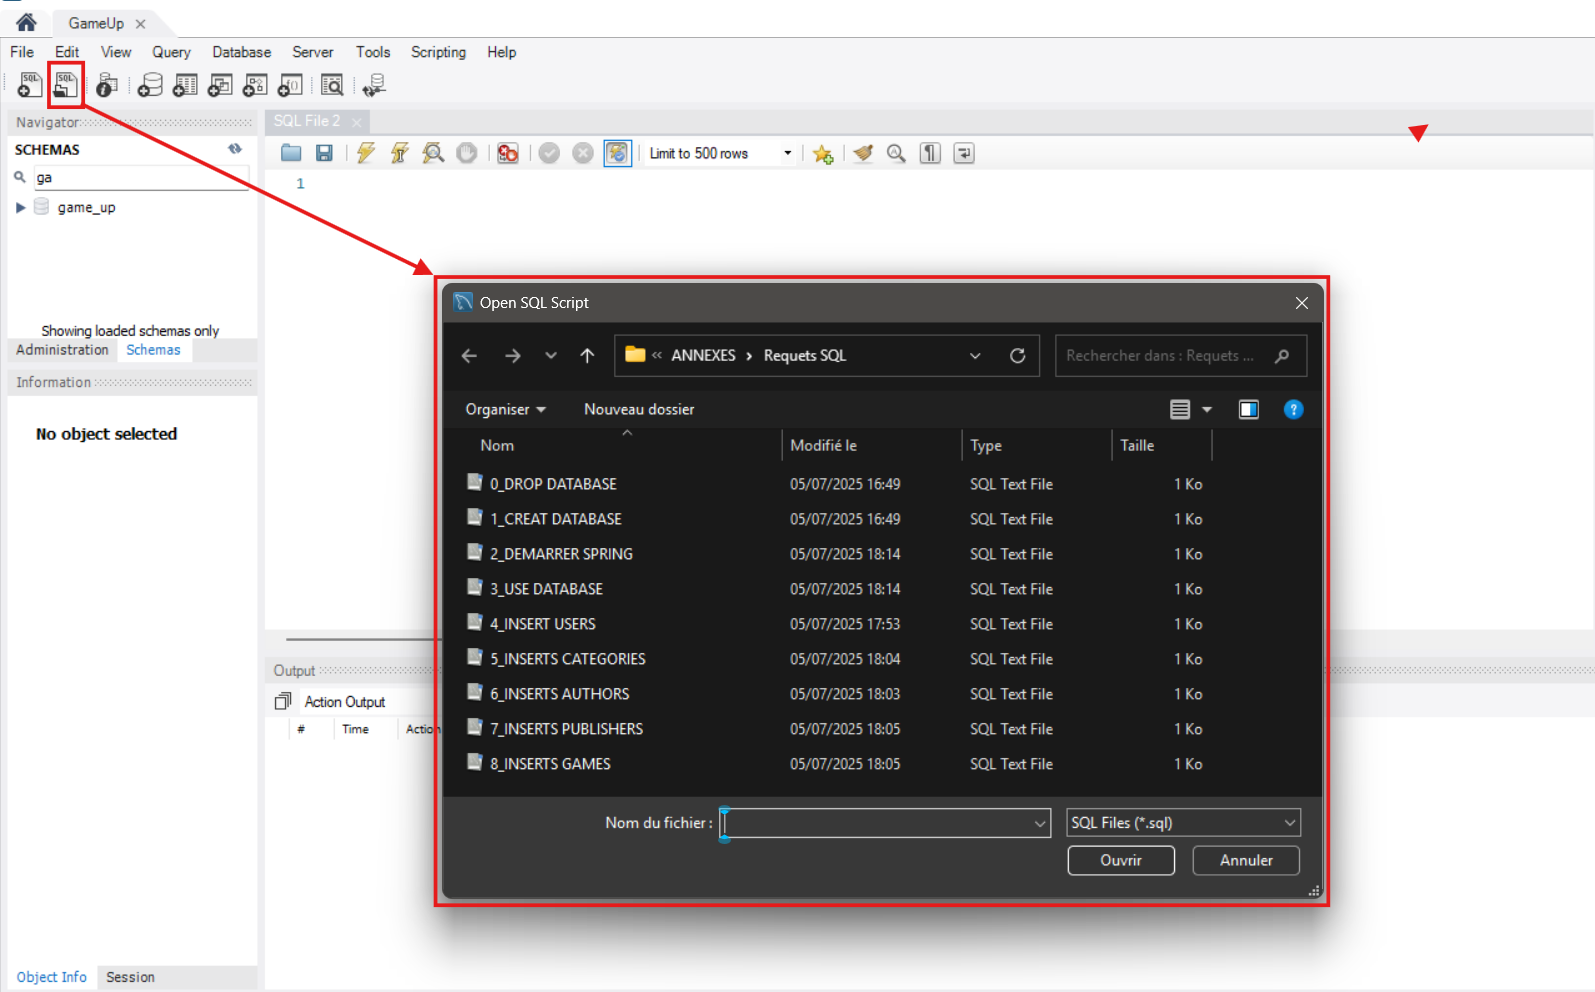 GameUp
File Edit View Query Database Server Tools Scripting Help
SQL SQL
Navigator
SCHEMAS
ga
game_up
Showing loaded schemas only
Administration Schemas
Information
No object selected
Object Info Session
SQL File 2
Limit to 500 rows
1
Output
Action Output
# Time Action
Open SQL Script
« ANNEXES › Requets SQL
Rechercher dans : Requets ...
Organiser Nouveau dossier
Nom Modifié le Type Taille
0_DROP DATABASE 05/07/2025 16:49 SQL Text File 1 Ko
1_CREAT DATABASE 05/07/2025 16:49 SQL Text File 1 Ko
2_DEMARRER SPRING 05/07/2025 18:14 SQL Text File 1 Ko
3_USE DATABASE 05/07/2025 18:14 SQL Text File 1 Ko
4_INSERT USERS 05/07/2025 17:53 SQL Text File 1 Ko
5_INSERTS CATEGORIES 05/07/2025 18:04 SQL Text File 1 Ko
6_INSERTS AUTHORS 05/07/2025 18:03 SQL Text File 1 Ko
7_INSERTS PUBLISHERS 05/07/2025 18:05 SQL Text File 1 Ko
8_INSERTS GAMES 05/07/2025 18:05 SQL Text File 1 Ko
Nom du fichier :
SQL Files (*.sql)
Ouvrir Annuler